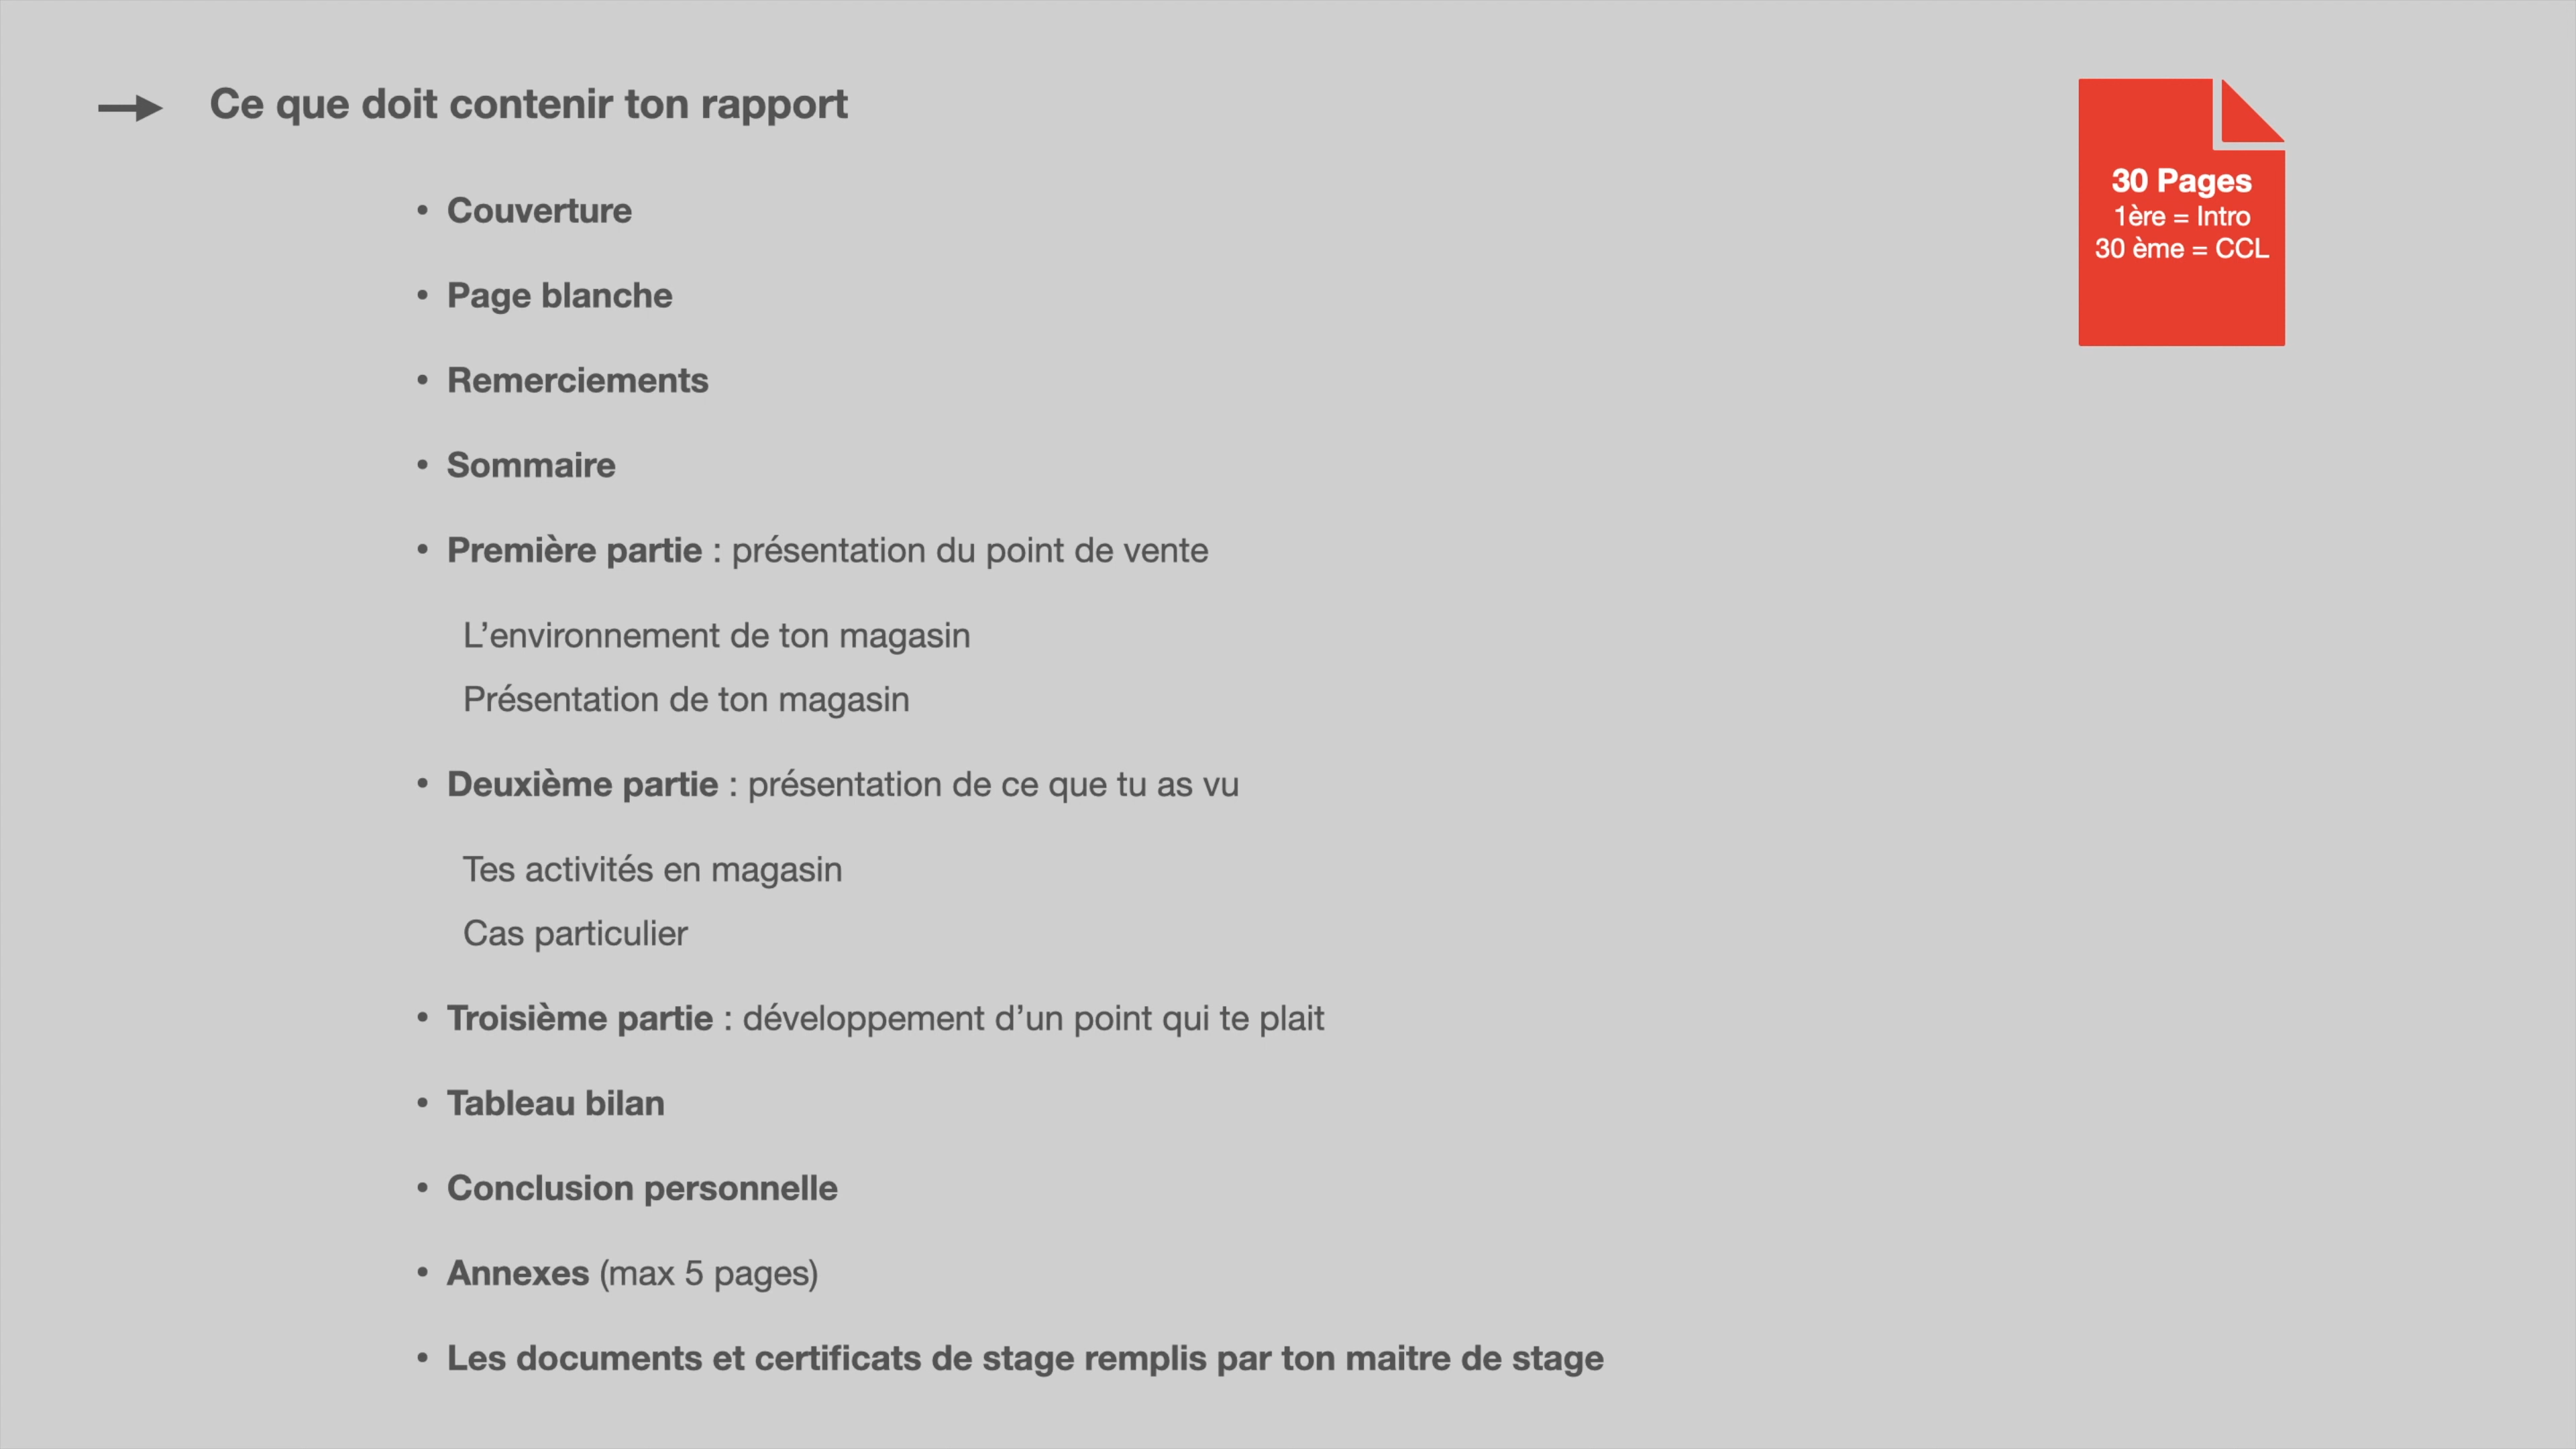 Ce que doit contenir ton rapport
30 Pages
1ère = Intro
30 ème = CCL
• Couverture
• Page blanche
• Remerciements
• Sommaire
• Première partie : présentation du point de vente
L’environnement de ton magasin
Présentation de ton magasin
• Deuxième partie : présentation de ce que tu as vu
Tes activités en magasin
Cas particulier
• Troisième partie : développement d’un point qui te plait
• Tableau bilan
• Conclusion personnelle
• Annexes (max 5 pages)
• Les documents et certificats de stage remplis par ton maitre de stage